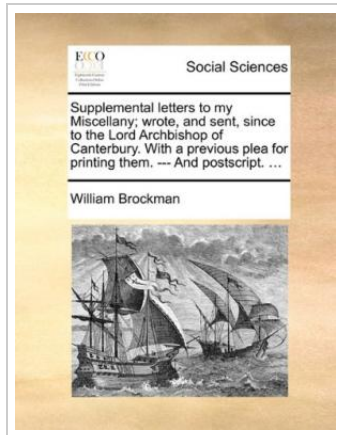 ECCO
Social Sciences
Supplemental letters to my
Miscellany; wrote, and sent, since
to the Lord Archbishop of
Canterbury. With a previous plea for
printing them. --- And postscript. ...
William Brockman